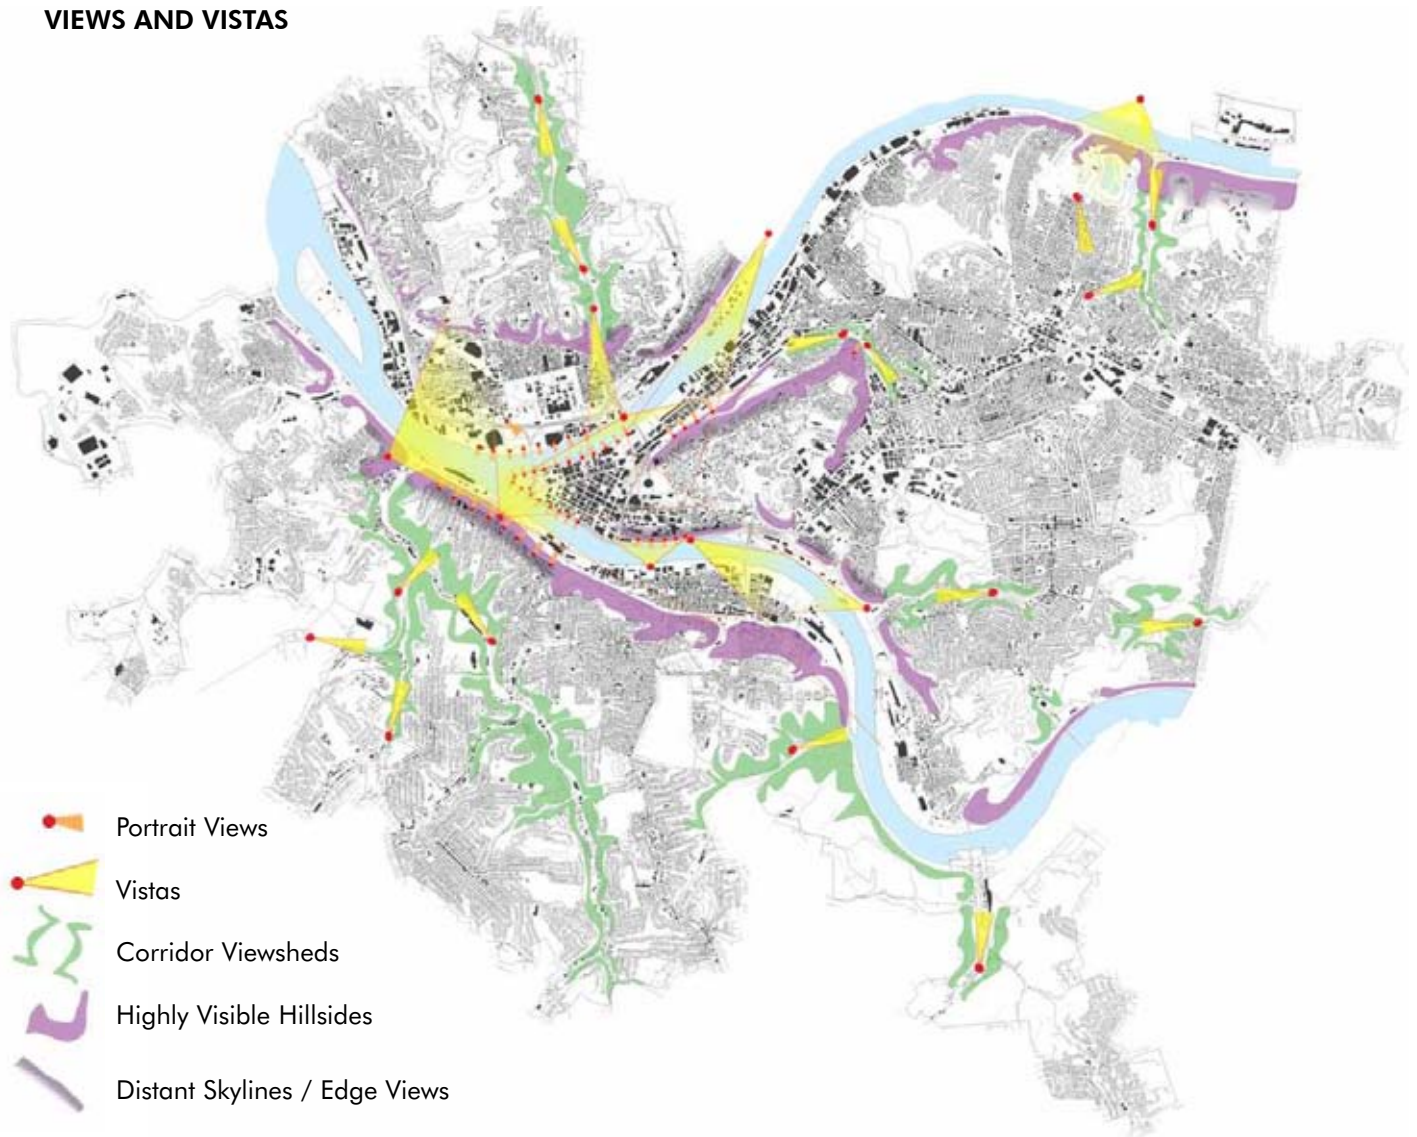 VIEWS AND VISTAS
Portrait Views
Vistas
Corridor Viewsheds
Highly Visible Hillsides
Distant Skylines / Edge Views